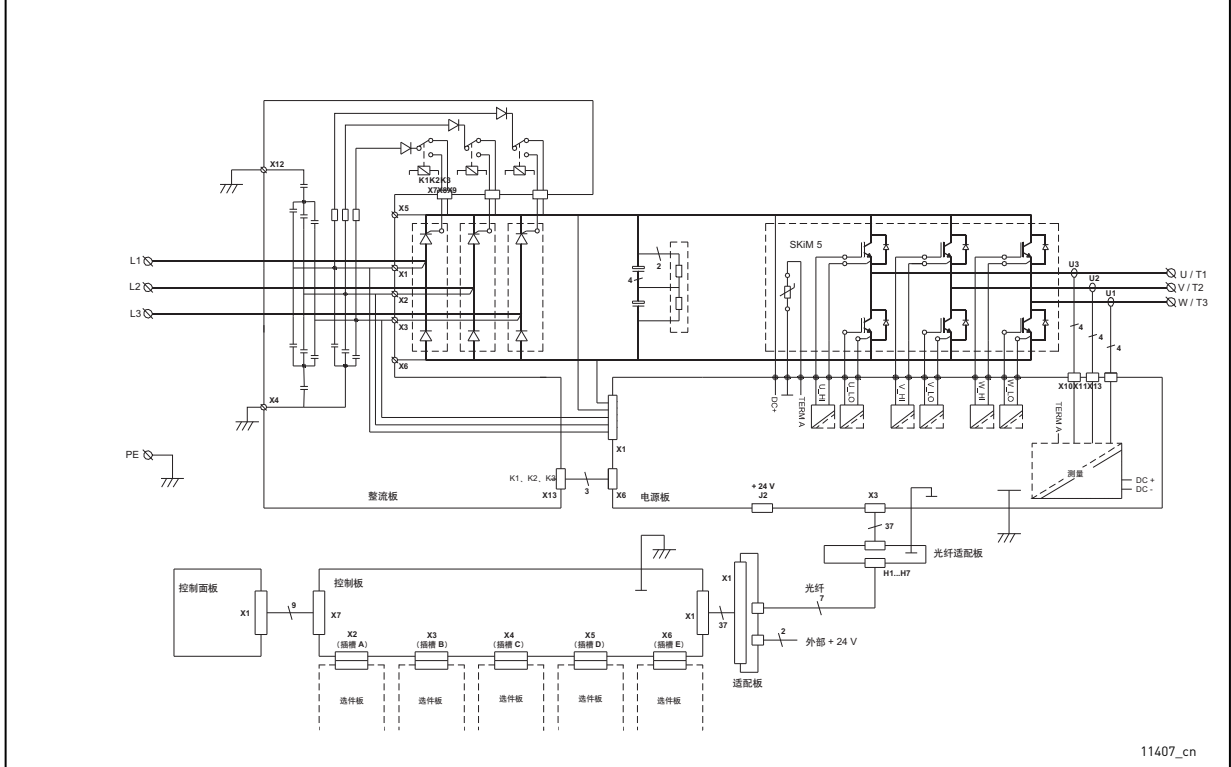 X12
K1K2K3
X7X8X9
X5
SKiM 5
L1
X1
L2
X2
L3
X3
X6
X4
PE
2
4
U3
U2
U1
U / T1
V / T2
W / T3
4
4
4
DC+
TERM A
U_HI
U_LO
V_HI
V_LO
W_HI
W_LO
X10X11X13
TERM A
测量
DC +
DC -
X1
K1、K2、K3
X13
3
X6
整流板
电源板
+ 24 V
J2
X3
37
光纤适配板
H1...H7
控制面板
X1
9
控制板
X7
X1
37
X1
光纤
7
2
外部 + 24 V
适配板
X2
（插槽 A）
X3
（插槽 B）
X4
（插槽 C）
X5
（插槽 D）
X6
（插槽 E）
选件板
选件板
选件板
选件板
选件板
11407_cn